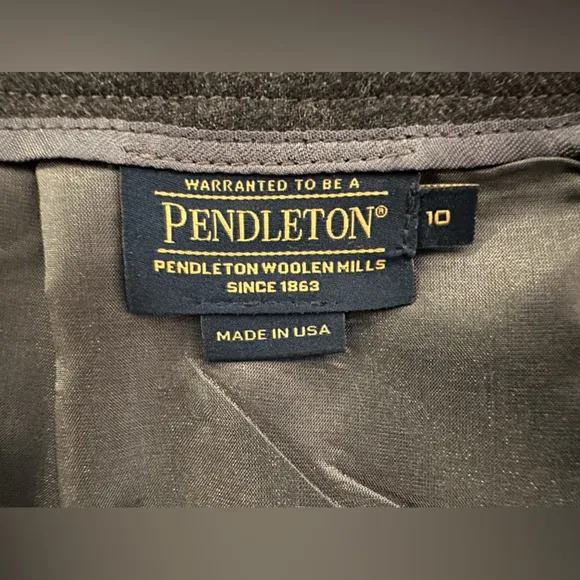 WARRANTED TO BE A
PENDLETON®
PENDLETON WOOLEN MILLS
SINCE 1863
10
MADE IN USA